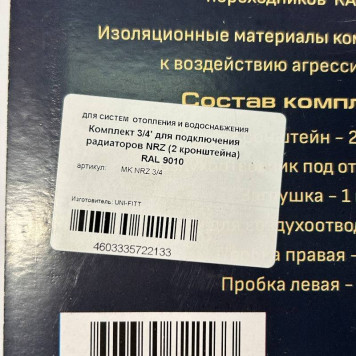 переходников
Изоляционные материалы ком
к воздействию агресси
Состав компл
ДЛЯ СИСТЕМ ОТОПЛЕНИЯ И ВОДОСНАБЖЕНИЯ
Комплект 3/4' для подключения
радиаторов NRZ (2 кронштейна)
RAL 9010
артикул: MK NRZ 3/4
Изготовитель: UNI-FITT
4603335722133
штейн – 2
ик под от
ушка – 1
духоотво
а правая –
Пробка левая –